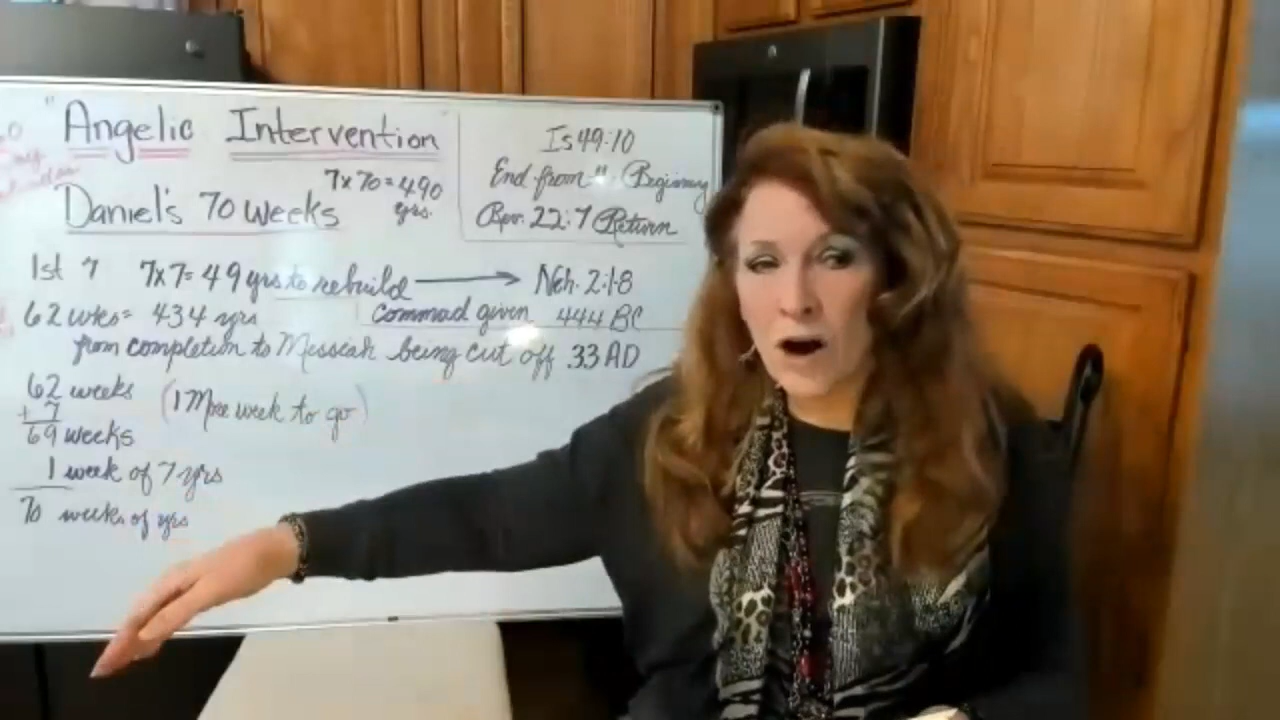 "Angelic Intervention"
7x70=490
yrs.
Daniel's 70 weeks
Is 49:10
End from " Beginning
Rev. 22:7 Return
1st 7 7x7=49 yrs to rebuild → Neh. 2:1-8
62 wks= 434 yrs Commad given 444 BC
from completion to Messiah being cut off 33 AD
62 weeks (1 More week to go)
+ 7
69 weeks
1 week of 7 yrs
70 weeks of yrs